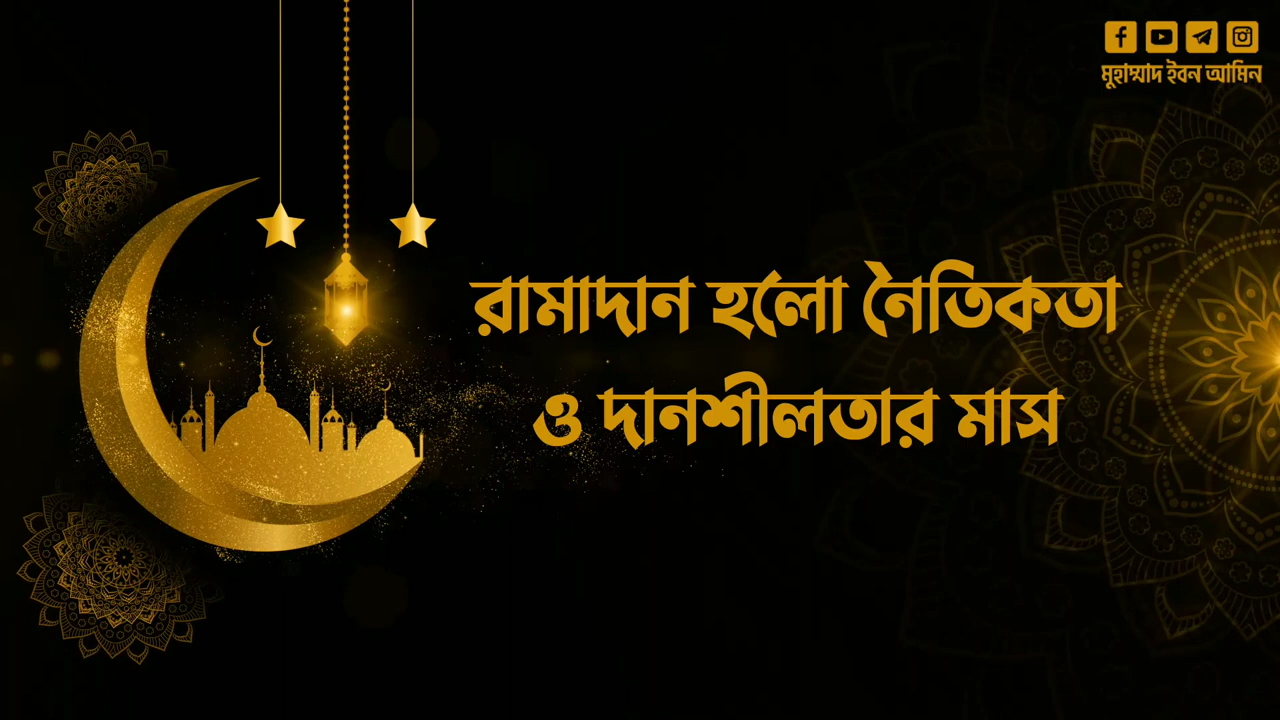 মুহাম্মাদ ইবন আমিন
রামাদান হলো নৈতিকতা
ও দানশীলতার মাস